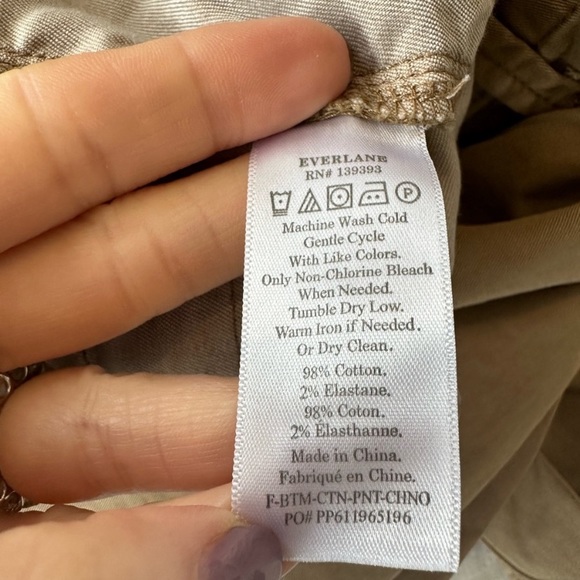 EVERLANE
RN# 139393
P
Machine Wash Cold
Gentle Cycle
With Like Colors.
Only Non-Chlorine Bleach
When Needed.
Tumble Dry Low.
Warm Iron if Needed.
Or Dry Clean.
98% Cotton.
2% Elastane.
98% Coton.
2% Élasthanne.
Made in China.
Fabriqué en Chine.
F-BTM-CTN-PNT-CHNO
PO# PP611965196